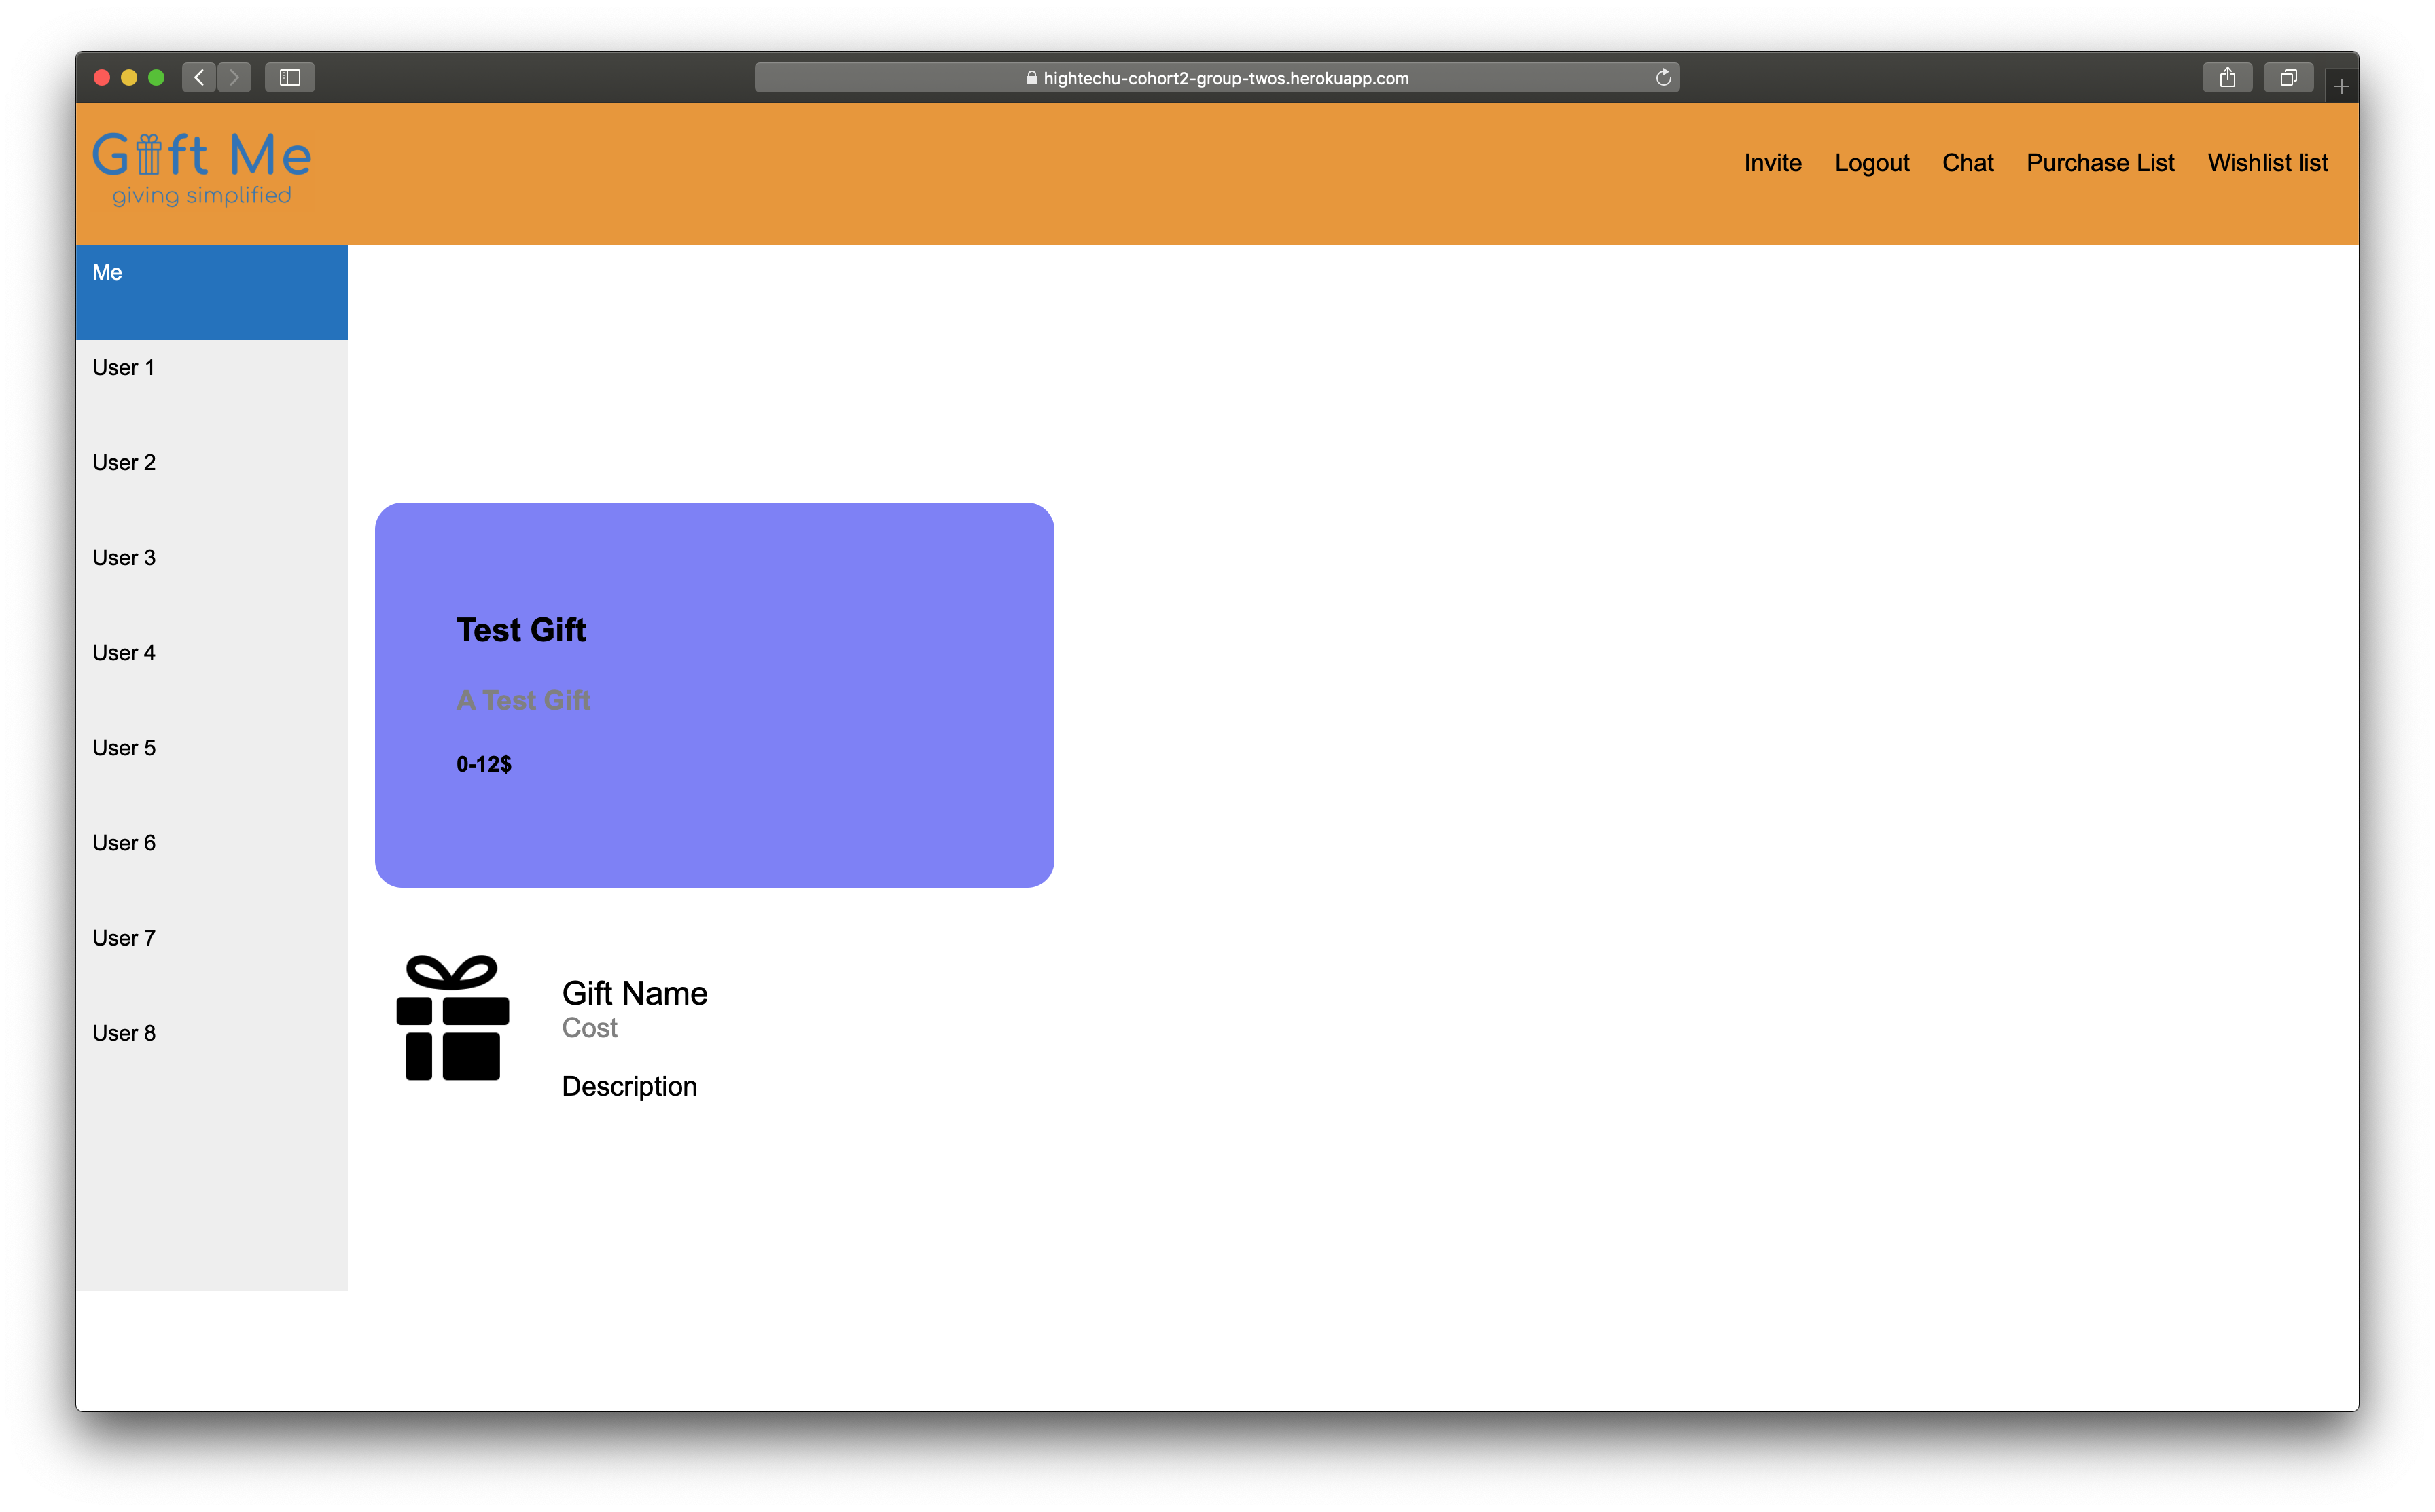 hightechu-cohort2-group-twos.herokuapp.com
Gift Me
giving simplified
Invite Logout Chat Purchase List Wishlist list
Me
User 1
User 2
User 3
User 4
User 5
User 6
User 7
User 8
Test Gift
A Test Gift
0-12$
Gift Name
Cost
Description